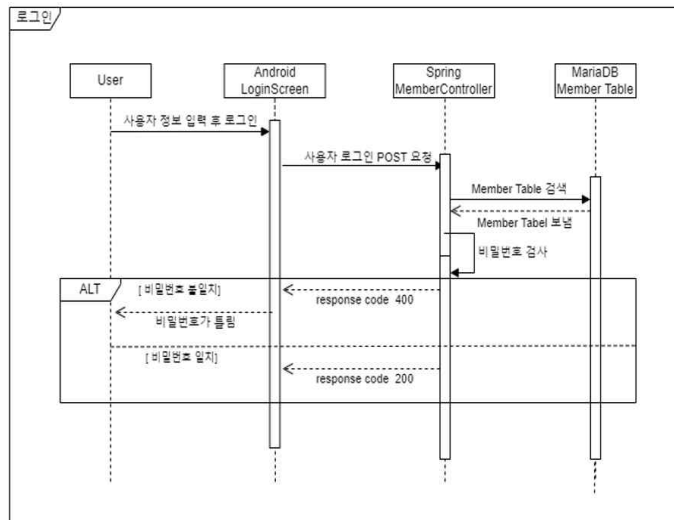 로그인
User
Android
LoginScreen
Spring
MemberController
MariaDB
Member Table
사용자 정보 입력 후 로그인
사용자 로그인 POST 요청
Member Table 검색
Member Tabel 보냄
비밀번호 검사
ALT
[ 비밀번호 불일치]
response code 400
비밀번호가 틀림
[ 비밀번호 일치]
response code 200